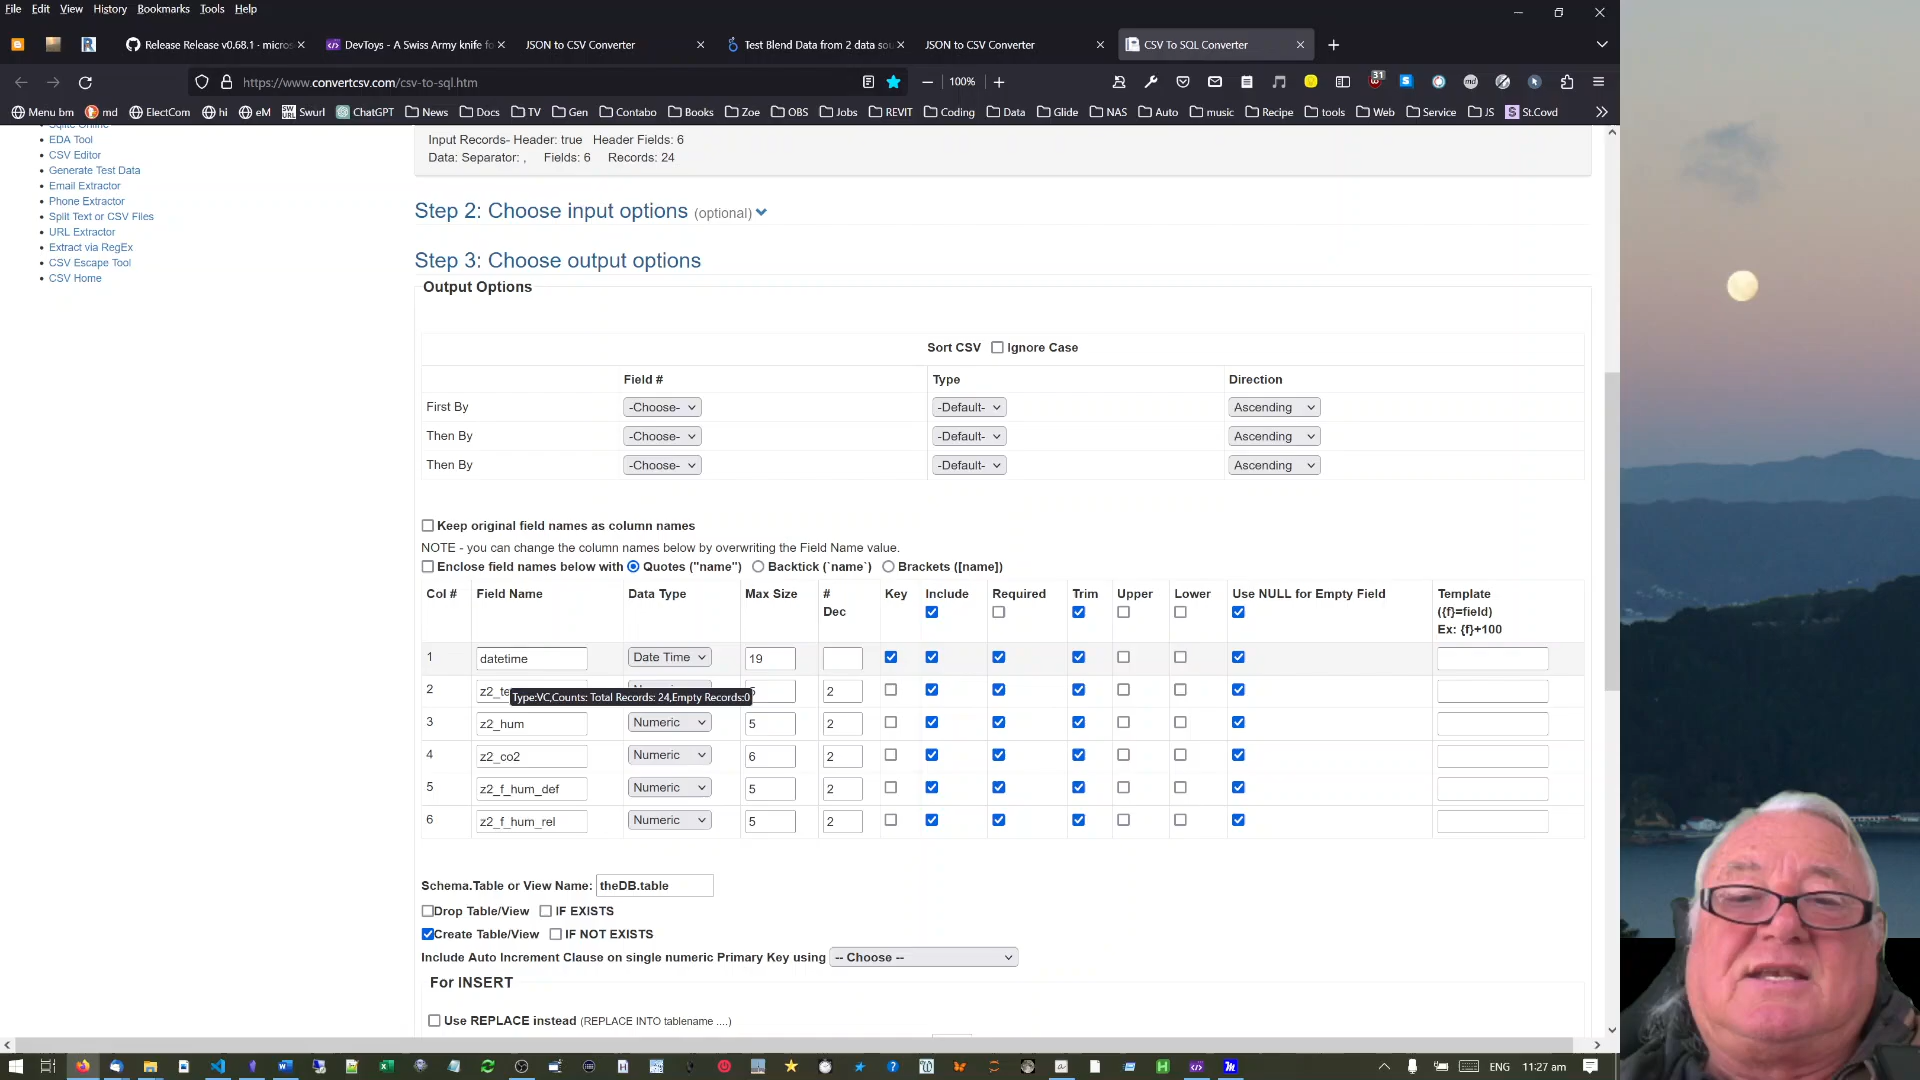 File Edit View History Bookmarks Tools Help
Release Release v0.68.1 · micros
DevToys - A Swiss Army knife fo
JSON to CSV Converter
Test Blend Data from 2 data sou
JSON to CSV Converter
CSV To SQL Converter
https://www.convertcsv.com/csv-to-sql.htm
100%
31
Menu bm md ElectCom hi eM Swurl ChatGPT News Docs TV Gen Contabo Books Zoe OBS Jobs REVIT Coding Data Glide NAS Auto music Recipe tools Web Service JS St.Covd
EDA Tool
CSV Editor
Generate Test Data
Email Extractor
Phone Extractor
Split Text or CSV Files
URL Extractor
Extract via RegEx
CSV Escape Tool
CSV Home
Input Records- Header: true Header Fields: 6
Data: Separator: , Fields: 6 Records: 24
Step 2: Choose input options (optional)
Step 3: Choose output options
Output Options
Sort CSV Ignore Case
Field # Type Direction
First By -Choose- -Default- Ascending
Then By -Choose- -Default- Ascending
Then By -Choose- -Default- Ascending
Keep original field names as column names
NOTE - you can change the column names below by overwriting the Field Name value.
Enclose field names below with Quotes ("name") Backtick (`name`) Brackets ([name])
Col # Field Name Data Type Max Size # Dec Key Include Required Trim Upper Lower Use NULL for Empty Field Template
({f}=field)
Ex: {f}+100
1 datetime Date Time 19
2 z2_te 2
Type:VC,Counts: Total Records: 24,Empty Records:0
3 z2_hum Numeric 5 2
4 z2_co2 Numeric 6 2
5 z2_f_hum_def Numeric 5 2
6 z2_f_hum_rel Numeric 5 2
Schema.Table or View Name: theDB.table
Drop Table/View IF EXISTS
Create Table/View IF NOT EXISTS
Include Auto Increment Clause on single numeric Primary Key using -- Choose --
For INSERT
Use REPLACE instead (REPLACE INTO tablename ....)
ENG 11:27 am